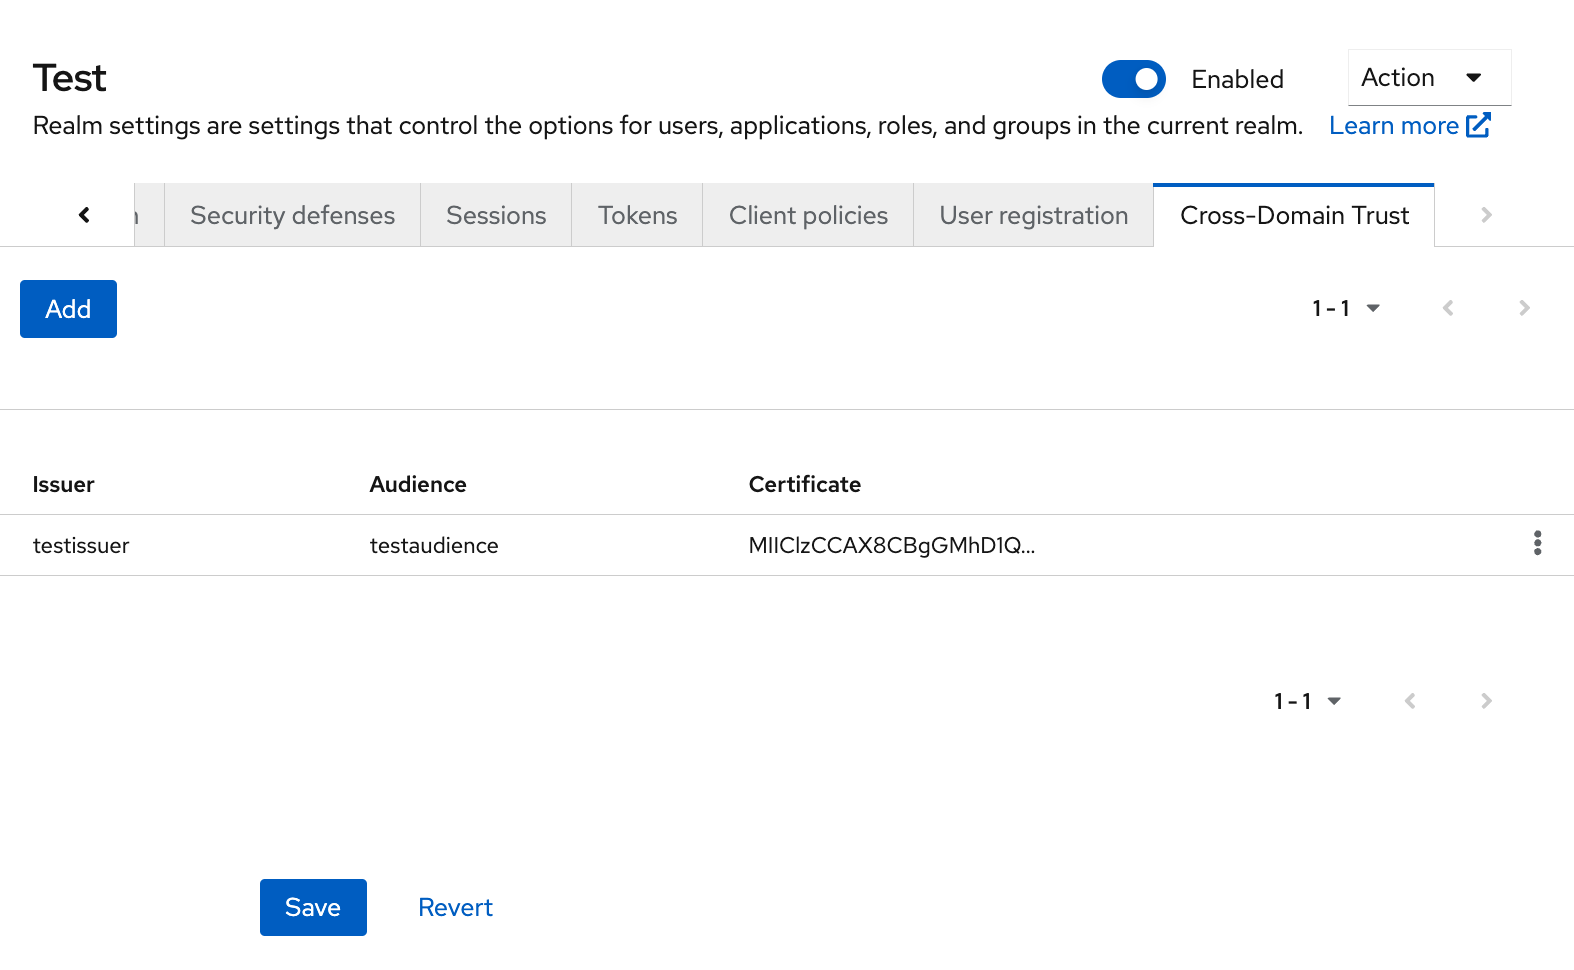 Test
Enabled
Action
Realm settings are settings that control the options for users, applications, roles, and groups in the current realm. Learn more
Security defenses
Sessions
Tokens
Client policies
User registration
Cross-Domain Trust
Add
1 - 1
Issuer
Audience
Certificate
testissuer
testaudience
MIIClzCCAX8CBgGMhD1Q...
1 - 1
Save
Revert